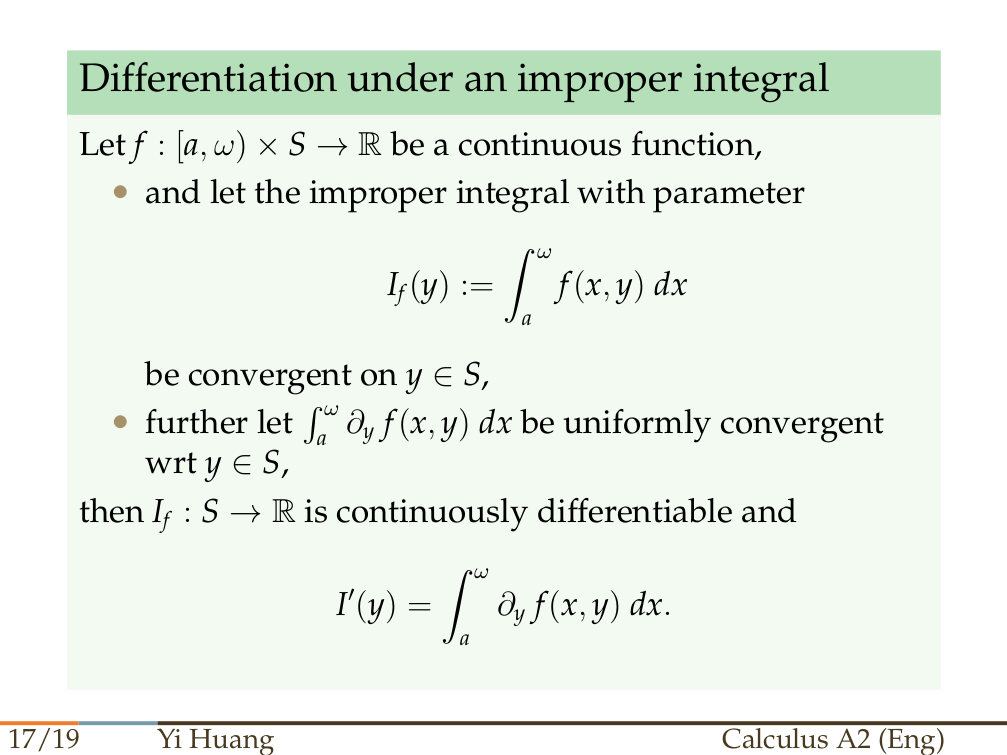 Differentiation under an improper integral
Let f : [a, ω) × S → ℝ be a continuous function,
• and let the improper integral with parameter
I_f(y) := ∫_a^ω f(x, y) dx
be convergent on y ∈ S,
• further let ∫_a^ω ∂_y f(x, y) dx be uniformly convergent
wrt y ∈ S,
then I_f : S → ℝ is continuously differentiable and
I′(y) = ∫_a^ω ∂_y f(x, y) dx.
17/19 Yi Huang Calculus A2 (Eng)